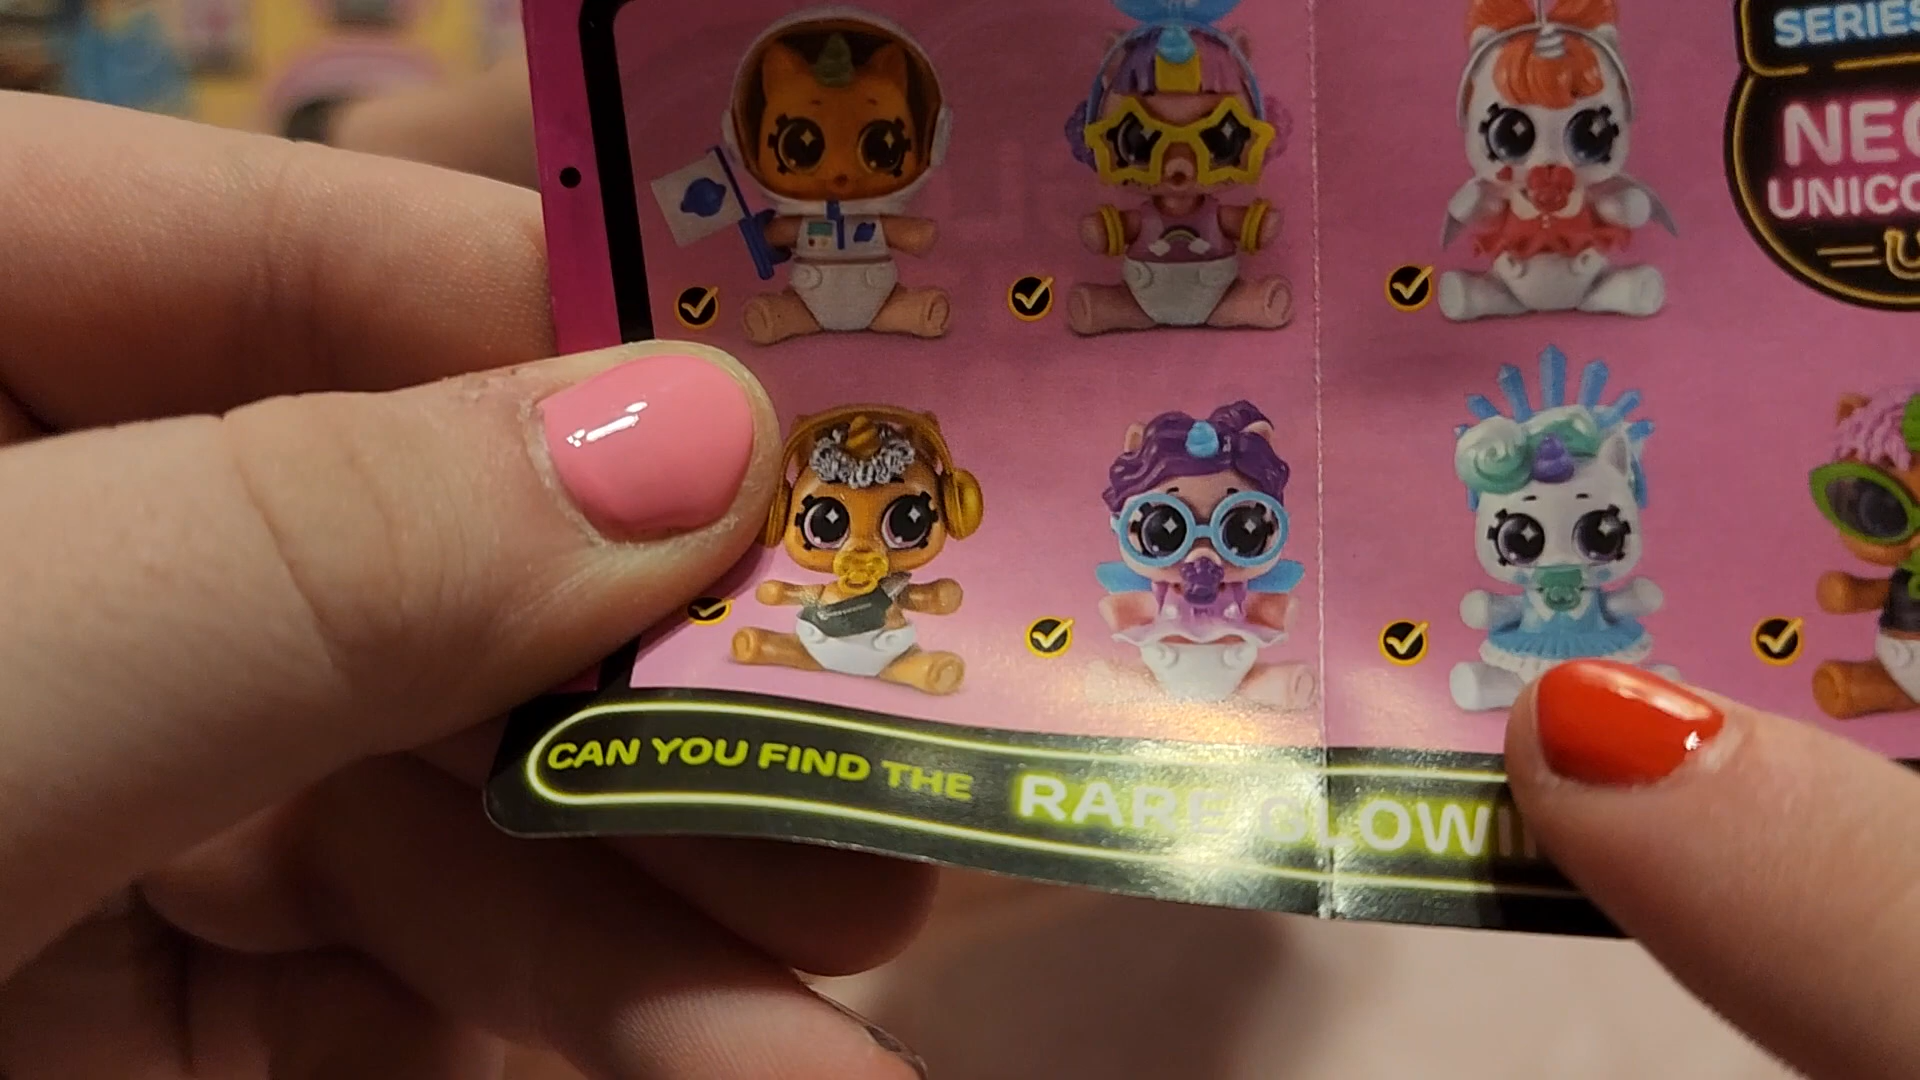 SERIES
NEO
UNICO
CAN YOU FIND THE RARE GLOWI